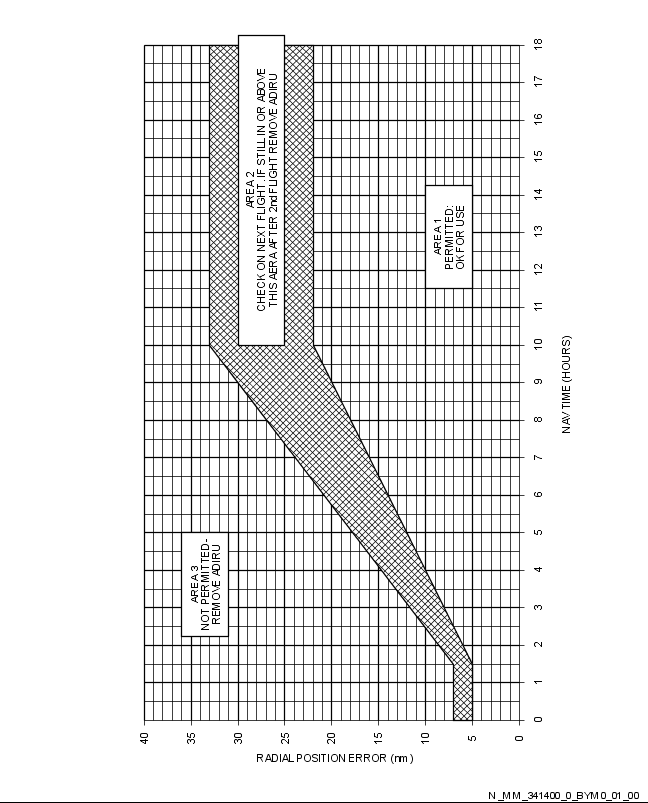 AREA 2
CHECK ON NEXT FLIGHT. IF STILL IN OR ABOVE
THIS AERA AFTER 2nd FLIGHT REMOVE ADIRU
AREA 1
PERMITTED:
OK FOR USE
AREA 3
NOT PERMITTED-
REMOVE ADIRU
18
17
16
15
14
13
12
11
10
9
8
7
6
5
4
3
2
1
0
NAV TIME (HOURS)
40
35
30
25
20
15
10
5
0
RADIAL POSITION ERROR (nm)
N_MM_341400_0_BYM0_01_00